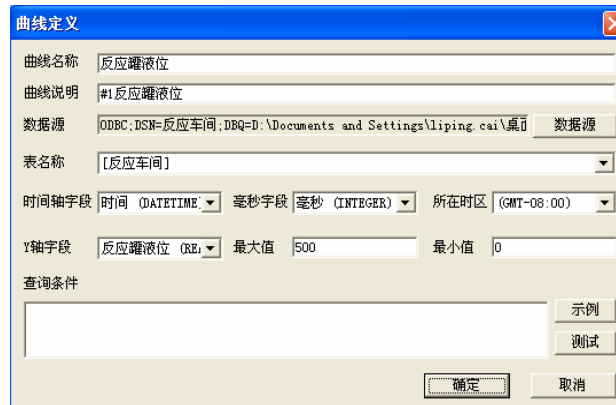 曲线定义
曲线名称 反应罐液位
曲线说明 #1反应罐液位
数据源 ODBC;DSN=反应车间;DBQ=D:\Documents and Settings\liping.cai\桌面 数据源
表名称 [反应车间]
时间轴字段 时间 (DATETIME) 毫秒字段 毫秒 (INTEGER) 所在时区 (GMT-08:00)
Y轴字段 反应罐液位 (REA 最大值 500 最小值 0
查询条件
示例
测试
确定 取消